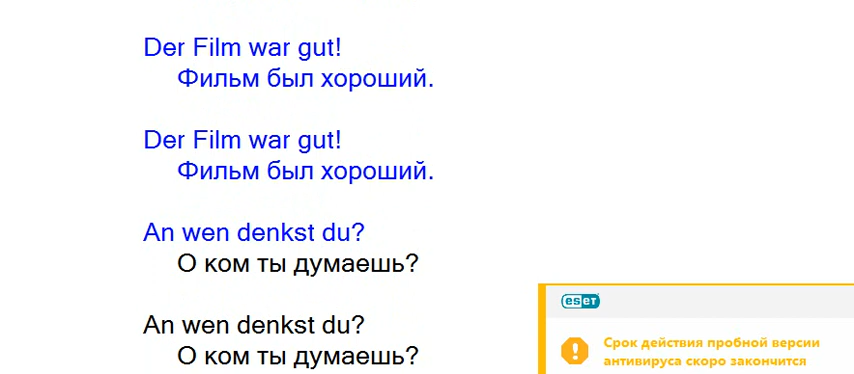 Der Film war gut!
Фильм был хороший.
Der Film war gut!
Фильм был хороший.
An wen denkst du?
О ком ты думаешь?
An wen denkst du?
О ком ты думаешь?
eset
Срок действия пробной версии
антивируса скоро закончится